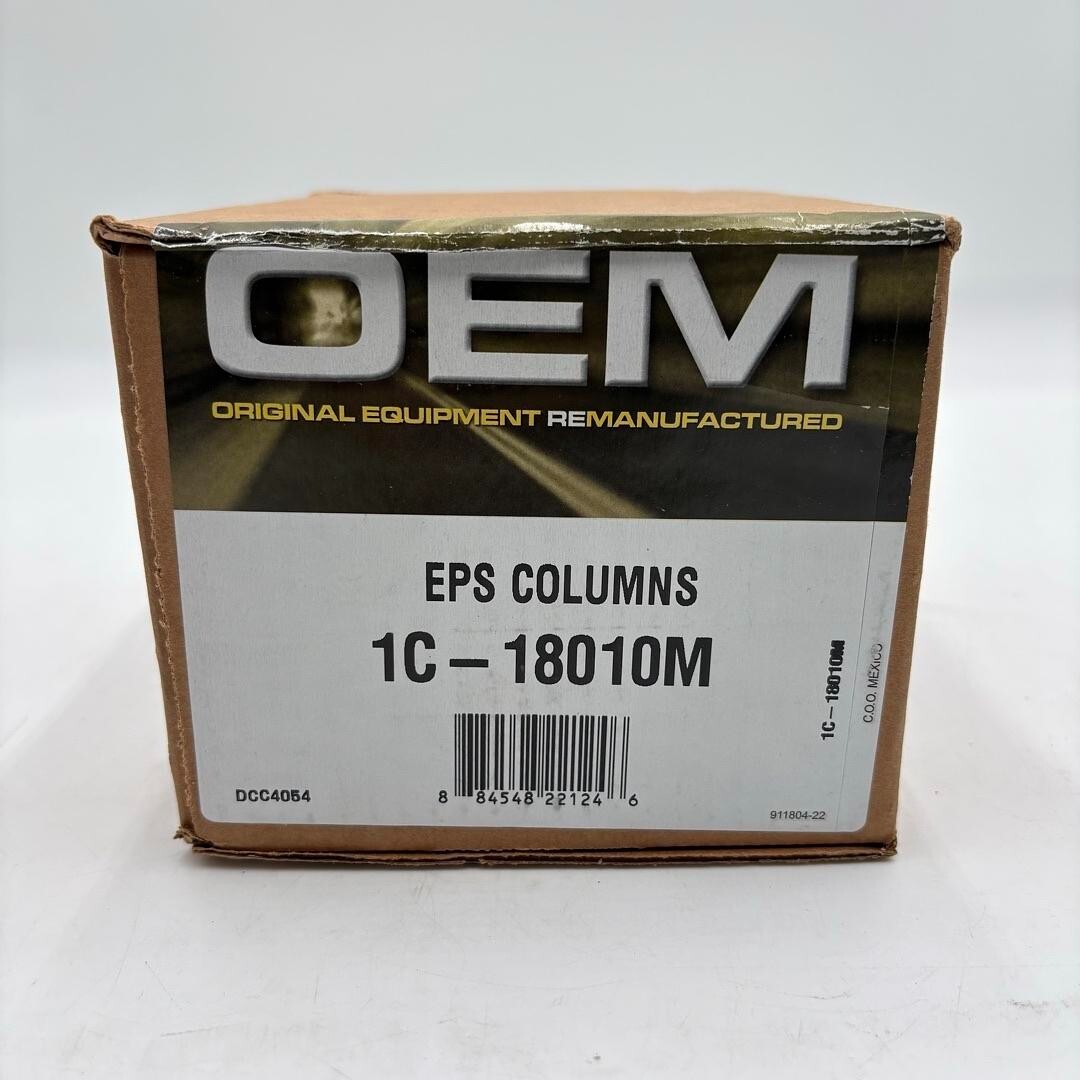 OEM
ORIGINAL EQUIPMENT REMANUFACTURED
EPS COLUMNS
1C – 18010M
1C – 18010M
C.O.O. MEXICO
DCC4054
8 84548 22124 6
911804-22